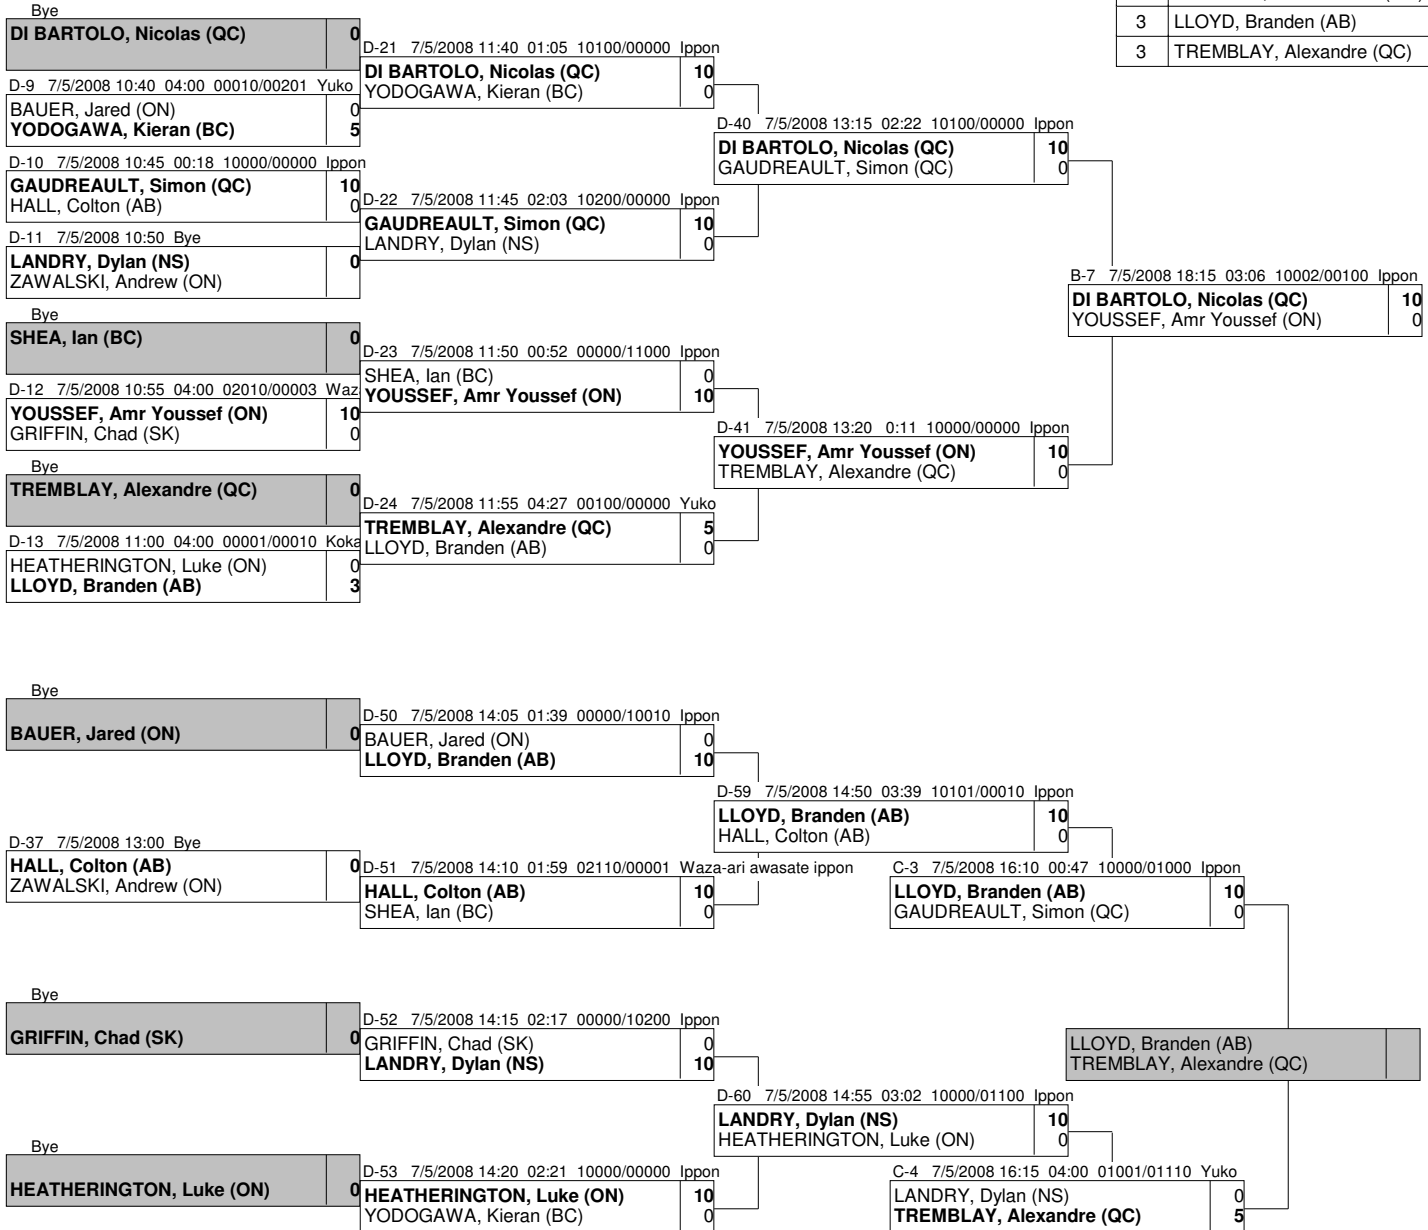 Bye
DI BARTOLO, Nicolas (QC) 0
D-9 7/5/2008 10:40 04:00 00010/00201 Yuko
BAUER, Jared (ON) 0
YODOGAWA, Kieran (BC) 5
D-10 7/5/2008 10:45 00:18 10000/00000 Ippon
GAUDREAULT, Simon (QC) 10
HALL, Colton (AB) 0
D-11 7/5/2008 10:50 Bye
LANDRY, Dylan (NS) 0
ZAWALSKI, Andrew (ON)
Bye
SHEA, Ian (BC) 0
D-12 7/5/2008 10:55 04:00 02010/00003 Waz
YOUSSEF, Amr Youssef (ON) 10
GRIFFIN, Chad (SK) 0
Bye
TREMBLAY, Alexandre (QC) 0
D-13 7/5/2008 11:00 04:00 00001/00010 Koka
HEATHERINGTON, Luke (ON) 0
LLOYD, Branden (AB) 3
D-21 7/5/2008 11:40 01:05 10100/00000 Ippon
DI BARTOLO, Nicolas (QC) 10
YODOGAWA, Kieran (BC) 0
D-22 7/5/2008 11:45 02:03 10200/00000 Ippon
GAUDREAULT, Simon (QC) 10
LANDRY, Dylan (NS) 0
D-23 7/5/2008 11:50 00:52 00000/11000 Ippon
SHEA, Ian (BC) 0
YOUSSEF, Amr Youssef (ON) 10
D-24 7/5/2008 11:55 04:27 00100/00000 Yuko
TREMBLAY, Alexandre (QC) 5
LLOYD, Branden (AB) 0
D-40 7/5/2008 13:15 02:22 10100/00000 Ippon
DI BARTOLO, Nicolas (QC) 10
GAUDREAULT, Simon (QC) 0
D-41 7/5/2008 13:20 0:11 10000/00000 Ippon
YOUSSEF, Amr Youssef (ON) 10
TREMBLAY, Alexandre (QC) 0
3 LLOYD, Branden (AB)
3 TREMBLAY, Alexandre (QC)
B-7 7/5/2008 18:15 03:06 10002/00100 Ippon
DI BARTOLO, Nicolas (QC) 10
YOUSSEF, Amr Youssef (ON) 0
Bye
BAUER, Jared (ON) 0
D-37 7/5/2008 13:00 Bye
HALL, Colton (AB) 0
ZAWALSKI, Andrew (ON)
Bye
GRIFFIN, Chad (SK) 0
Bye
HEATHERINGTON, Luke (ON) 0
D-50 7/5/2008 14:05 01:39 00000/10010 Ippon
BAUER, Jared (ON) 0
LLOYD, Branden (AB) 10
D-51 7/5/2008 14:10 01:59 02110/00001 Waza-ari awasate ippon
HALL, Colton (AB) 10
SHEA, Ian (BC) 0
D-52 7/5/2008 14:15 02:17 00000/10200 Ippon
GRIFFIN, Chad (SK) 0
LANDRY, Dylan (NS) 10
D-53 7/5/2008 14:20 02:21 10000/00000 Ippon
HEATHERINGTON, Luke (ON) 10
YODOGAWA, Kieran (BC) 0
D-59 7/5/2008 14:50 03:39 10101/00010 Ippon
LLOYD, Branden (AB) 10
HALL, Colton (AB) 0
D-60 7/5/2008 14:55 03:02 10000/01100 Ippon
LANDRY, Dylan (NS) 10
HEATHERINGTON, Luke (ON) 0
C-3 7/5/2008 16:10 00:47 10000/01000 Ippon
LLOYD, Branden (AB) 10
GAUDREAULT, Simon (QC) 0
C-4 7/5/2008 16:15 04:00 01001/01110 Yuko
LANDRY, Dylan (NS) 0
TREMBLAY, Alexandre (QC) 5
LLOYD, Branden (AB)
TREMBLAY, Alexandre (QC)